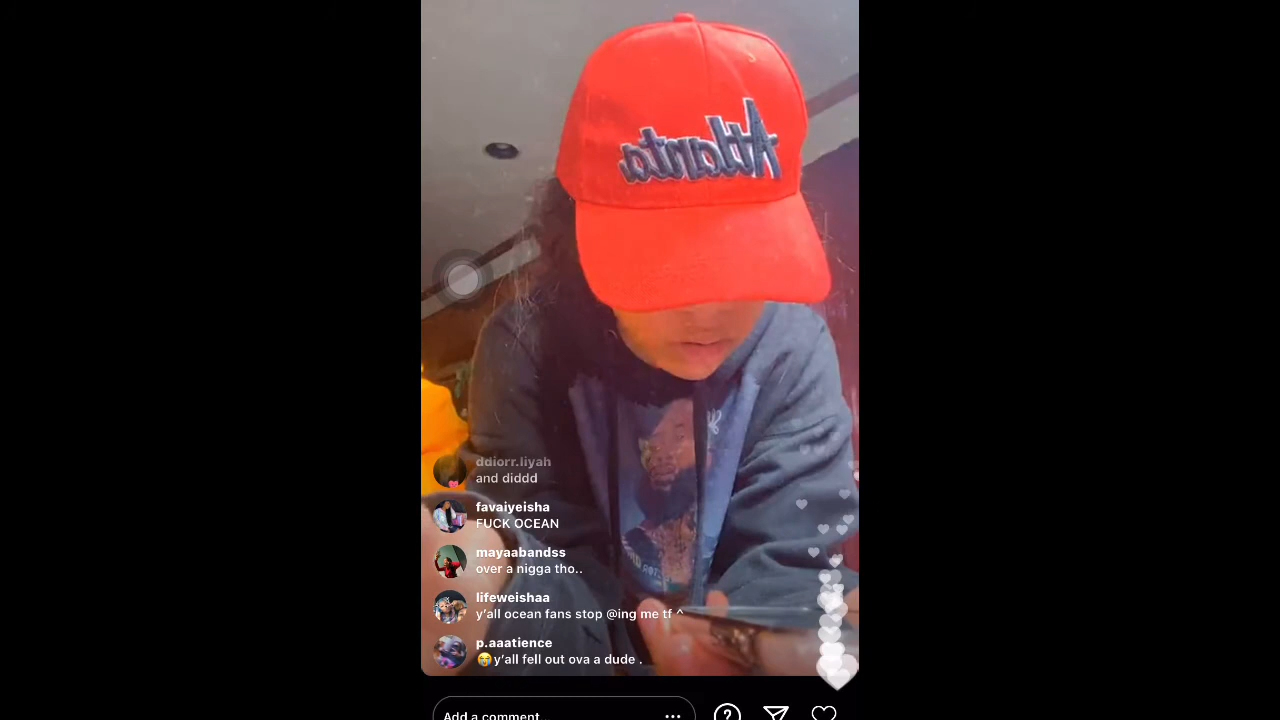 Atlanta
ddiorr.liyah
and diddd
favaiyeisha
FUCK OCEAN
mayaabandss
over a nigga tho..
lifeweishaa
y'all ocean fans stop @ing me tf ^
p.aaatience
😭y'all fell out ova a dude .
Add a comment...